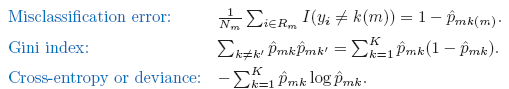 Misclassification error: $\frac{1}{N_m} \sum_{i \in R_m} I(y_i \neq k(m)) = 1 - \hat{p}_{mk(m)}.$
Gini index: $\sum_{k \neq k'} \hat{p}_{mk} \hat{p}_{mk'} = \sum_{k=1}^{K} \hat{p}_{mk}(1 - \hat{p}_{mk}).$
Cross-entropy or deviance: $-\sum_{k=1}^{K} \hat{p}_{mk} \log \hat{p}_{mk}.$